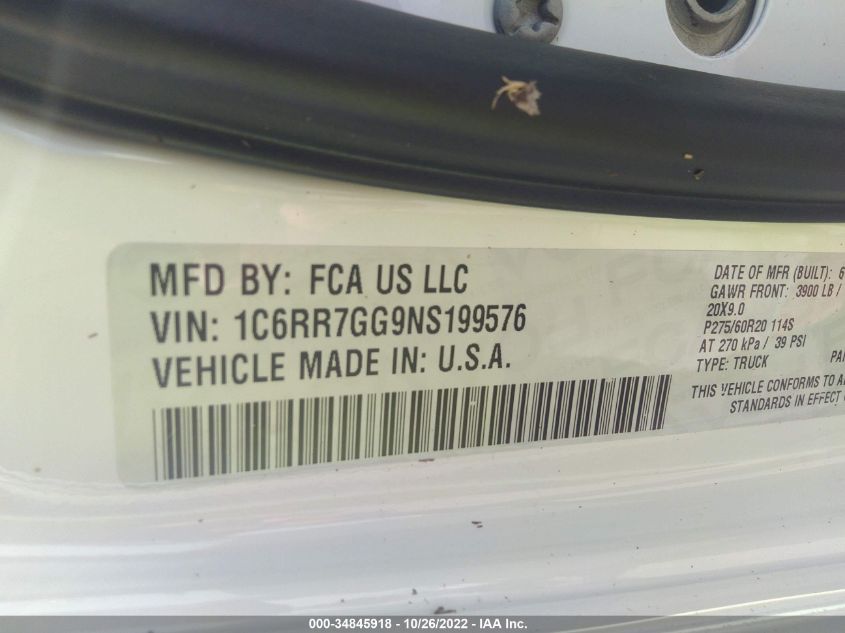 MFD BY: FCA US LLC
VIN: 1C6RR7GG9NS199576
VEHICLE MADE IN: U.S.A.
DATE OF MFR (BUILT): 6
GAWR FRONT: 3900 LB /
20X9.0
P275/60R20 114S
AT 270 kPa / 39 PSI
TYPE: TRUCK
THIS VEHICLE CONFORMS TO
STANDARDS IN EFFECT
000-34845918 - 10/26/2022 - IAA Inc.